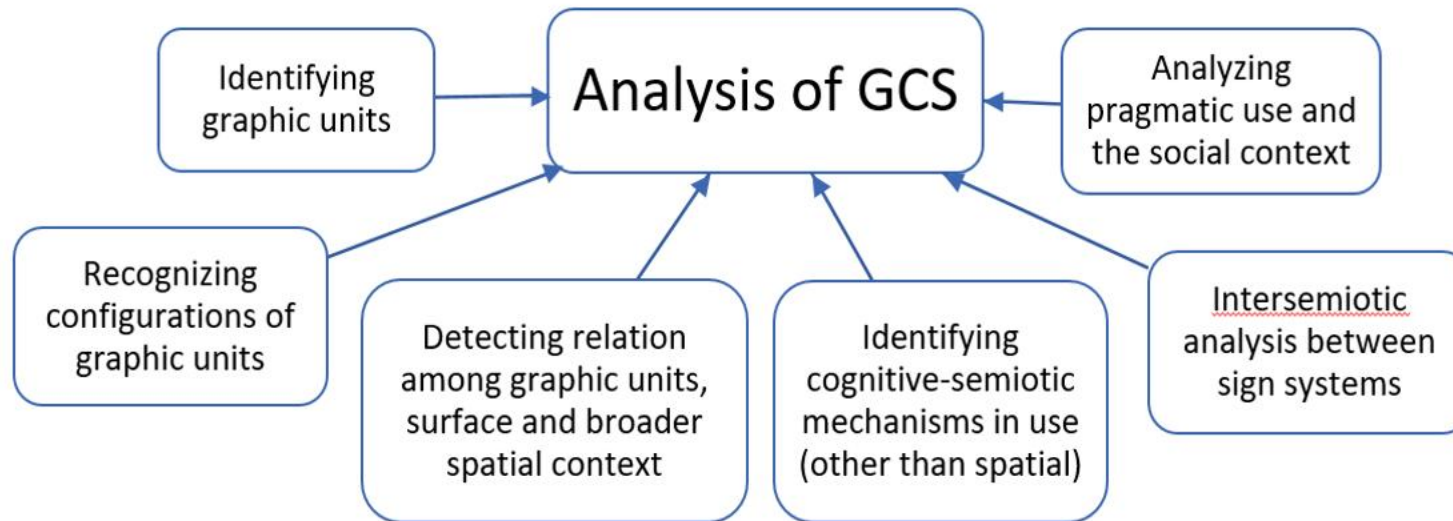 Analysis of GCS
Identifying
graphic units
Recognizing
configurations of
graphic units
Detecting relation
among graphic units,
surface and broader
spatial context
Identifying
cognitive-semiotic
mechanisms in use
(other than spatial)
Intersemiotic
analysis between
sign systems
Analyzing
pragmatic use and
the social context